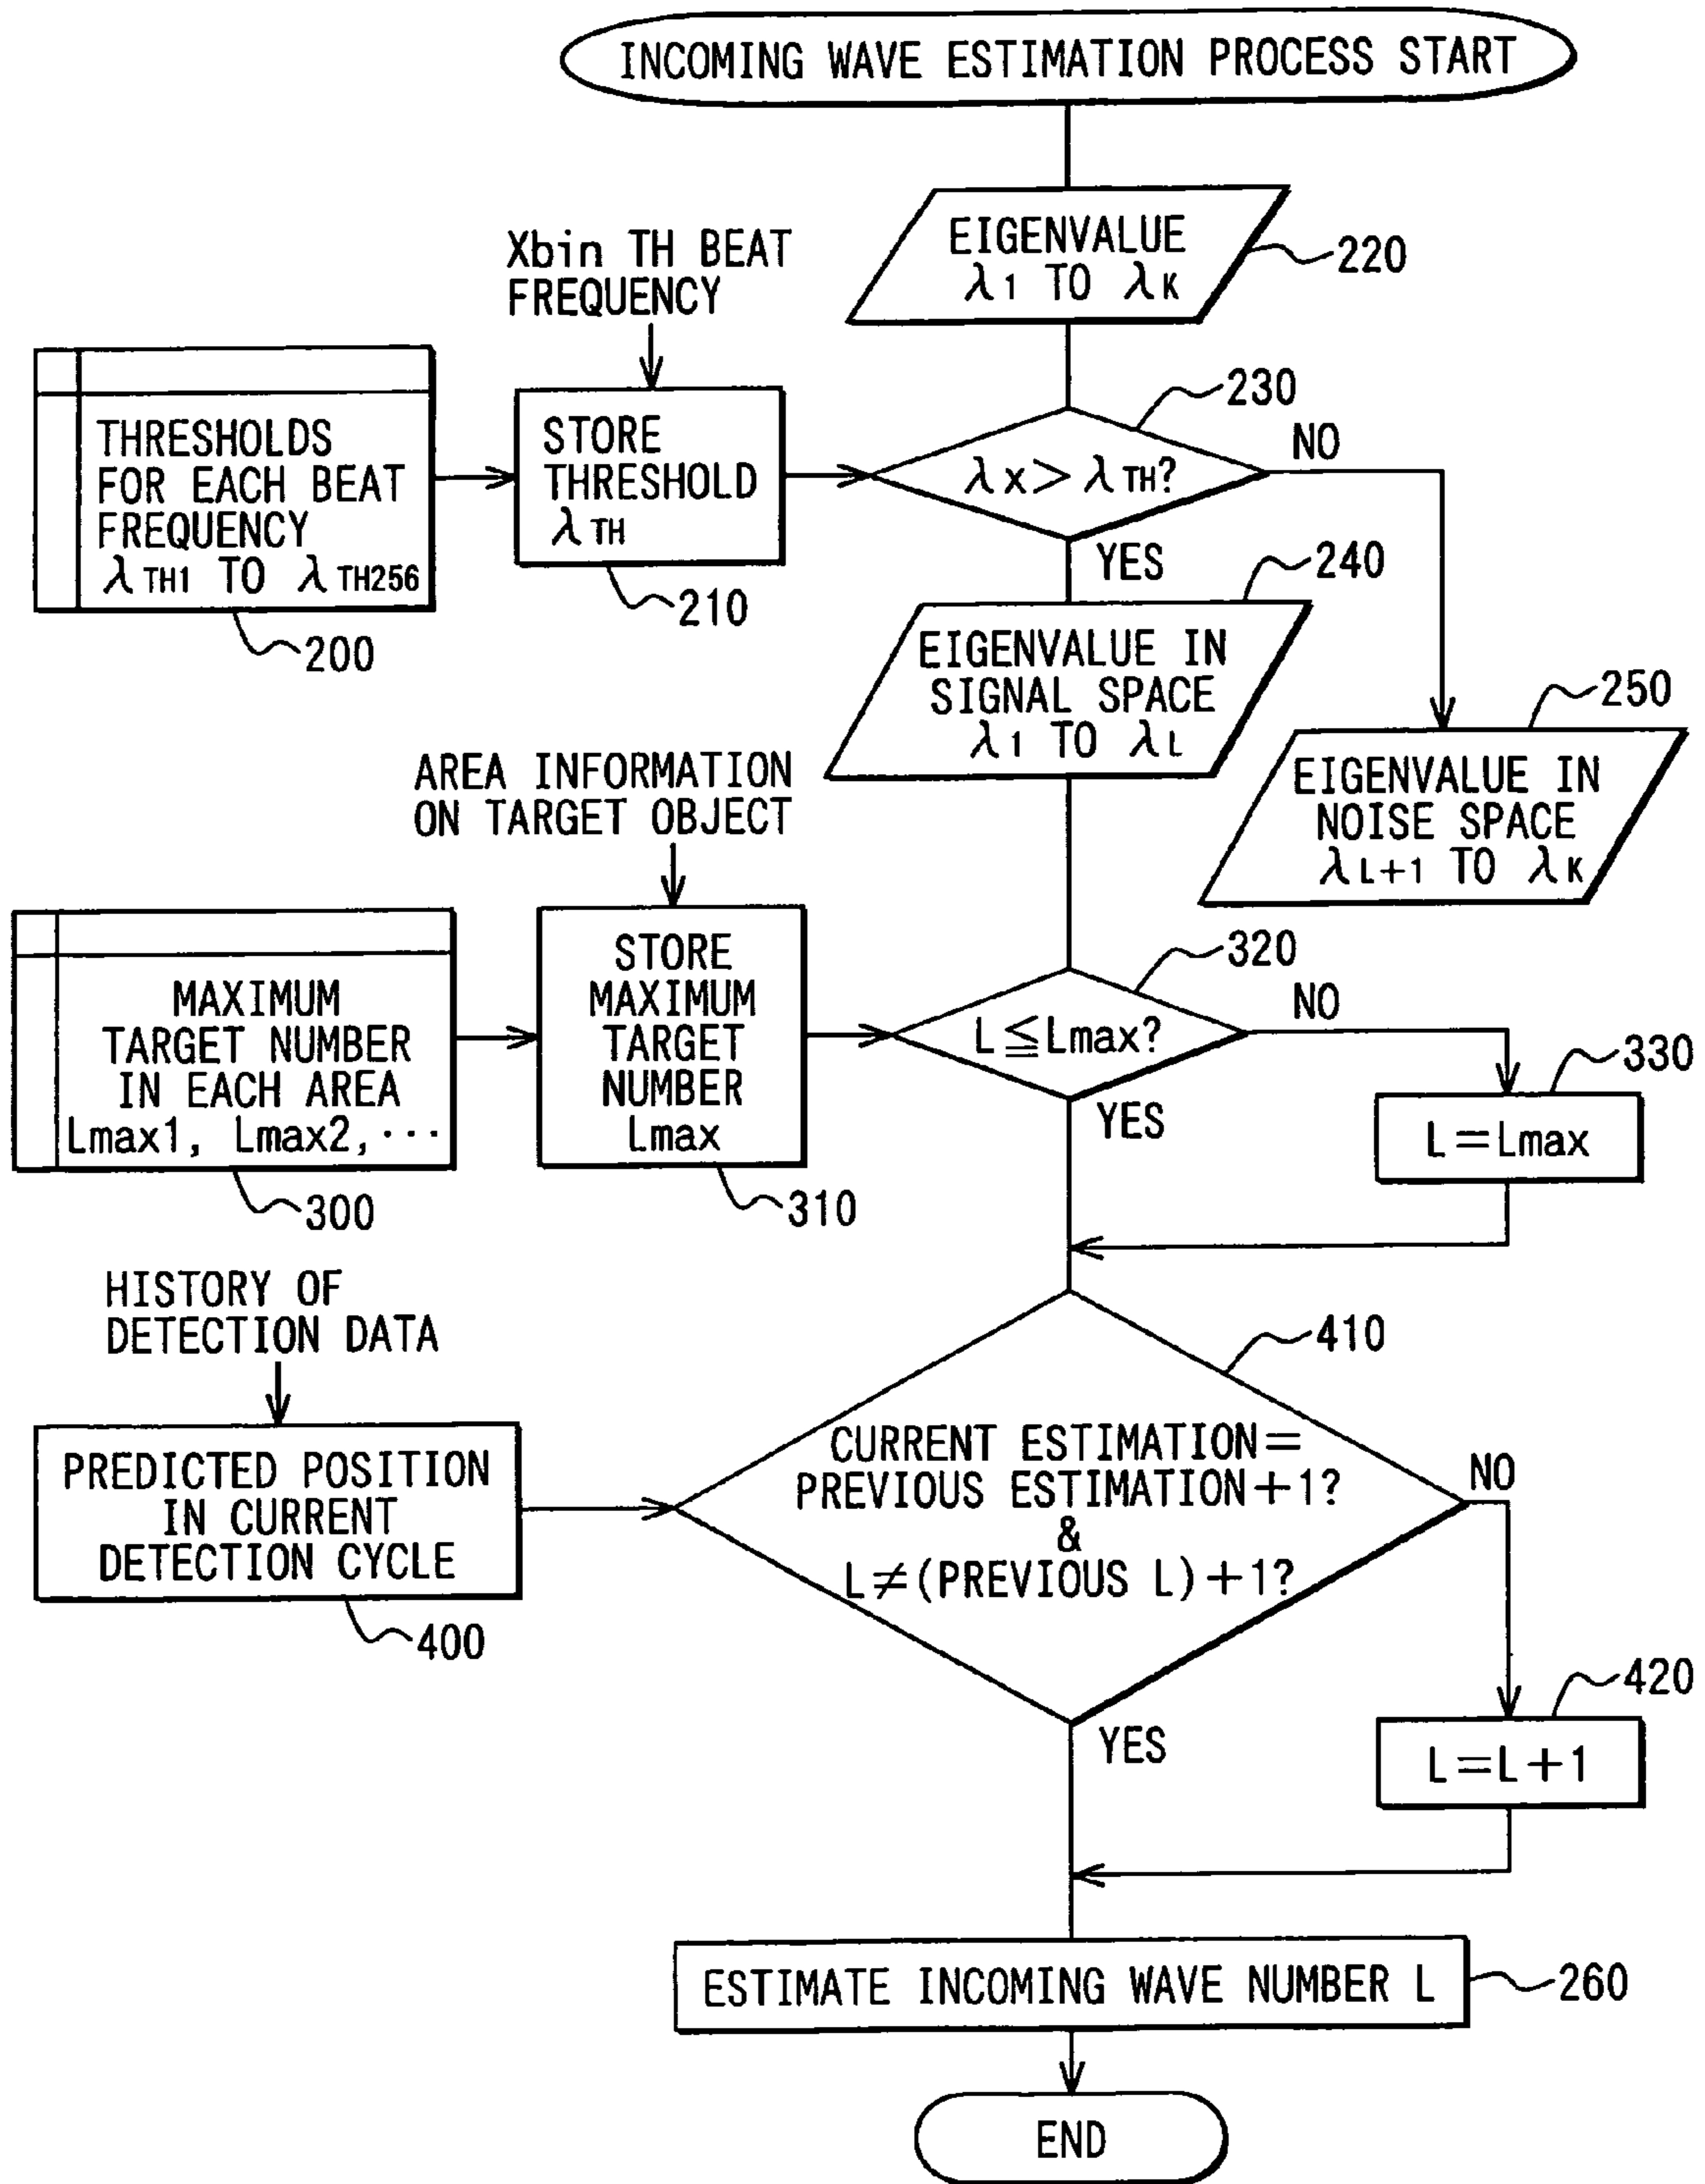 INCOMING WAVE ESTIMATION PROCESS START
EIGENVALUE
λ1 TO λK
220
Xbin TH BEAT
FREQUENCY
THRESHOLDS
FOR EACH BEAT
FREQUENCY
λTH1 TO λTH256
200
STORE
THRESHOLD
λTH
210
230
λX > λTH?
NO
YES
240
EIGENVALUE IN
SIGNAL SPACE
λ1 TO λL
250
EIGENVALUE IN
NOISE SPACE
λL+1 TO λK
AREA INFORMATION
ON TARGET OBJECT
MAXIMUM
TARGET NUMBER
IN EACH AREA
Lmax1, Lmax2, ···
300
STORE
MAXIMUM
TARGET
NUMBER
Lmax
310
320
L≦Lmax?
NO
YES
330
L=Lmax
HISTORY OF
DETECTION DATA
PREDICTED POSITION
IN CURRENT
DETECTION CYCLE
400
410
CURRENT ESTIMATION=
PREVIOUS ESTIMATION+1?
&
L≠(PREVIOUS L)+1?
NO
YES
420
L=L+1
ESTIMATE INCOMING WAVE NUMBER L
260
END